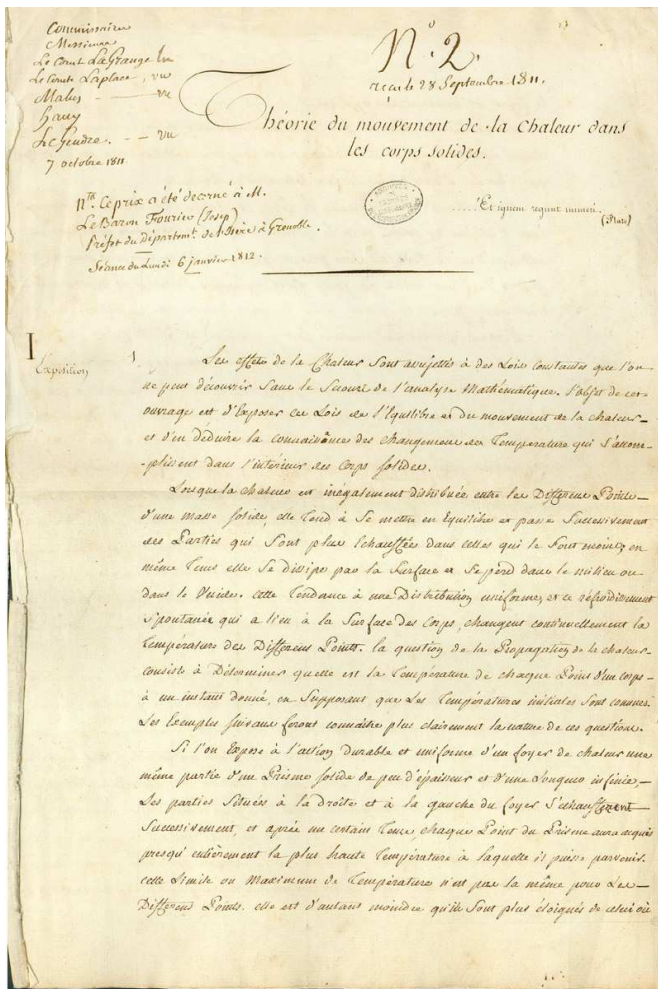 Commissaires
Messieurs
Le Comte LaGrange
Le Comte Laplace, vu
Malus vu
Hauy
LeGendre. vu
7 octobre 1811
N.° 2.
reçu le 28 Septembre 1811.
Théorie du mouvement de la Chaleur dans
les corps solides.
Nta Ce prix a été décerné à M.
Le Baron Fourier (Josep)
Préfet du Départemt. de l'Isère à Grenoble.
Séance du Lundi 6 janvier 1812.
.....Et ignem regunt numeri.
(Plato)
I
Exposition
1
Les effets de la Chaleur sont assujettis à des Lois constantes que l'on
ne peut découvrir sans le Secours de l'analyse Mathématique. l'objet de cet
ouvrage est d'Exposer ces Lois de l'Equilibre et du mouvement de la chaleur
et d'en déduire la connaissance des changemens de Température qui s'accom-
-plissent dans l'intérieur des Corps solides.
Lorsque la chaleur est inégalement distribuée entre les Différens Points
d'une masse solide elle tend à se mettre en Equilibre et passe Successivement
des Parties qui Sont plus Echauffées dans celles qui le Sont moins; en
même tems elle se dissipe par la Surface et se perd dans le milieu ou
dans le Vuide. cette Tendance à une Distribution uniforme, et ce refroidissement
Spontané qui a lieu à la Surface des Corps, changent continuellement la
Température des Différens Points. la question de la Propagation de la chaleur
consiste à Déterminer quelle est la Température de chaque Point d'un corps
à un instant donné, en Supposant que Les Températures initiales Sont connues.
Les Exemples suivans feront connaître plus clairement la nature de ces questions.
Si l'on Expose à l'action durable et uniforme d'un foyer de chaleur une
même partie d'un Prisme solide de peu d'épaisseur et d'une Longueur infinie,
Les parties Situées à la droite et à la gauche du foyer S'échauffent
Successivement, et après un certain Tems, chaque Point du Prisme aura acquis
presqu'entièrement la plus haute Température à laquelle il puisse parvenir.
cette Limite ou Maximum de Température n'est pas la même pour Les
Différens Points. elle est d'autant moindre qu'ils Sont plus éloignés de celui où